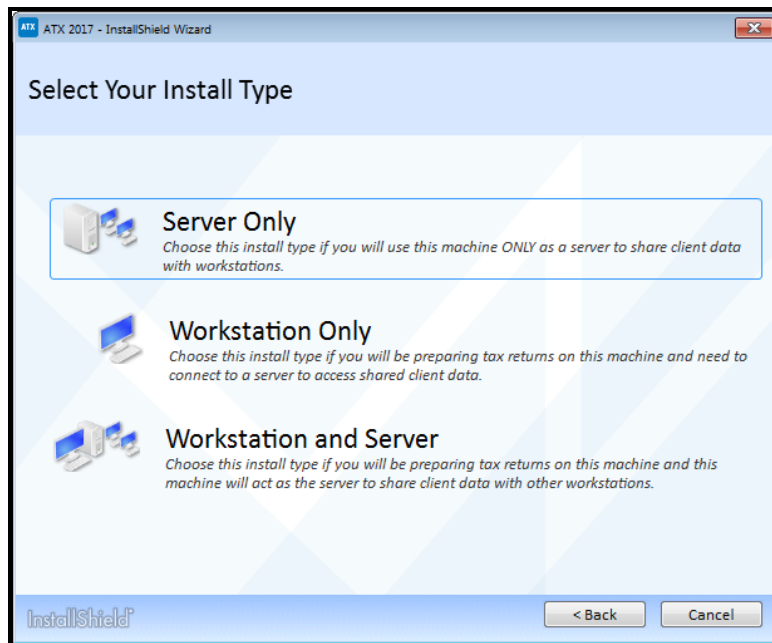 ATX ATX 2017 - InstallShield Wizard
Select Your Install Type
Server Only
Choose this install type if you will use this machine ONLY as a server to share client data
with workstations.
Workstation Only
Choose this install type if you will be preparing tax returns on this machine and need to
connect to a server to access shared client data.
Workstation and Server
Choose this install type if you will be preparing tax returns on this machine and this
machine will act as the server to share client data with other workstations.
InstallShield < Back Cancel